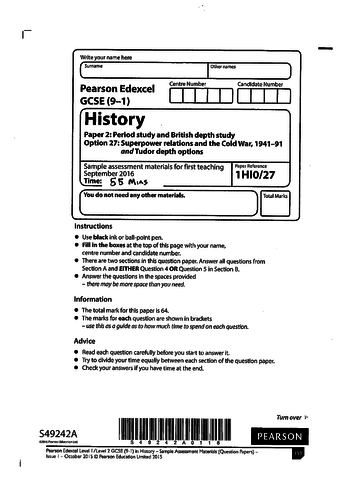 Write your name here
Surname
Other names
Pearson Edexcel
GCSE (9–1)
Centre Number
Candidate Number
History
Paper 2: Period study and British depth study
Option 27: Superpower relations and the Cold War, 1941–91
and Tudor depth options
Sample assessment materials for first teaching
September 2016
Time: 55 Mins
Paper Reference
1HI0/27
You do not need any other materials.
Total Marks
Instructions
● Use black ink or ball-point pen.
● Fill in the boxes at the top of this page with your name,
centre number and candidate number.
● There are two sections in this question paper. Answer all questions from
Section A and EITHER Question 4 OR Question 5 in Section B.
● Answer the questions in the spaces provided
– there may be more space than you need.
Information
● The total mark for this paper is 64.
● The marks for each question are shown in brackets
– use this as a guide as to how much time to spend on each question.
Advice
● Read each question carefully before you start to answer it.
● Try to divide your time equally between each section of the question paper.
● Check your answers if you have time at the end.
Turn over
S49242A
©2015 Pearson Education Ltd.
S 4 9 2 4 2 A 0 1 1 6
PEARSON
Pearson Edexcel Level 1/Level 2 GCSE (9–1) in History – Sample Assessment Materials (Question Papers) –
Issue 1 – October 2015 © Pearson Education Limited 2015